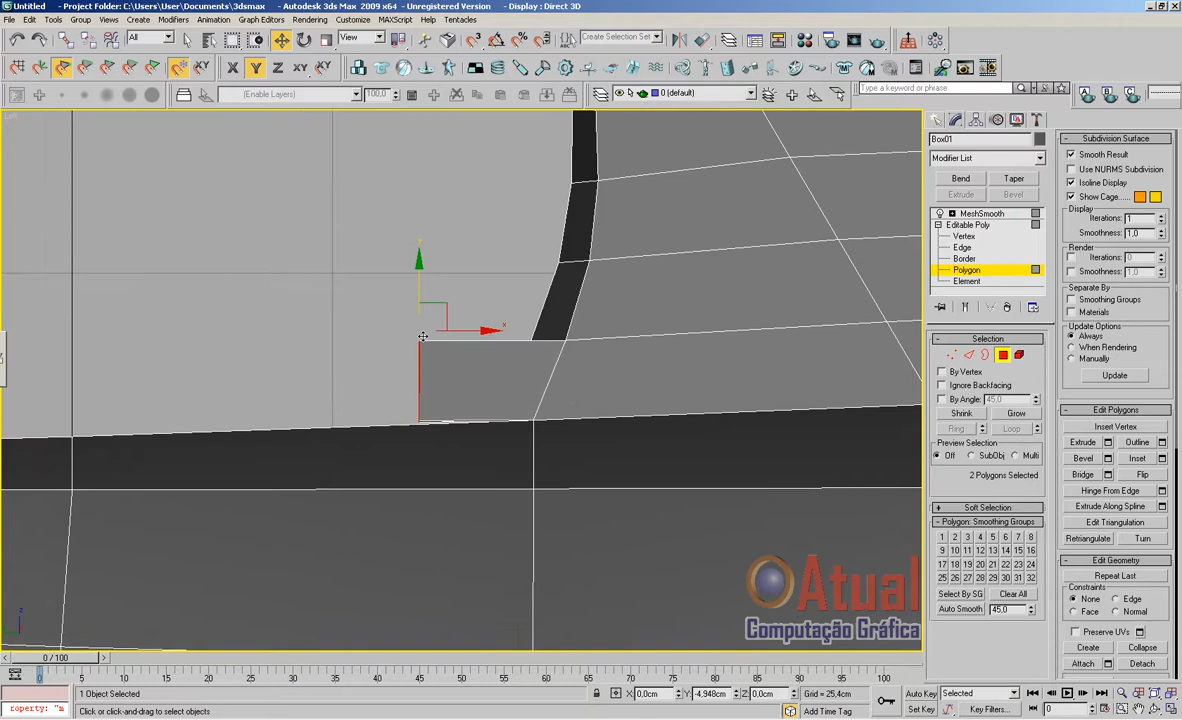 Untitled - Project Folder: C:\Users\User\Documents\3dsmax - Autodesk 3ds Max 2009 x64 - Unregistered Version - Display : Direct 3D
File Edit Tools Group Views Create Modifiers Animation Graph Editors Rendering Customize MAXScript Help Tentacles
All View Create Selection Set
X Y Z XY XY
(Enable Layers) 100,0 0 (default) Type a keyword or phrase
Left
Box01
Modifier List
Bend Taper
Extrude Bevel
MeshSmooth
Editable Poly
Vertex
Edge
Border
Polygon
Element
Selection
By Vertex
Ignore Backfacing
By Angle: 45,0
Shrink Grow
Ring Loop
Preview Selection
Off SubObj Multi
2 Polygons Selected
Soft Selection
Polygon: Smoothing Groups
1 2 3 4 5 6 7 8
9 10 11 12 13 14 15 16
17 18 19 20 21 22 23 24
25 26 27 28 29 30 31 32
Select By SG Clear All
Auto Smooth 45,0
Subdivision Surface
Smooth Result
Use NURMS Subdivision
Isoline Display
Show Cage......
Display
Iterations: 1
Smoothness: 1,0
Render
Iterations: 0
Smoothness: 1,0
Separate By
Smoothing Groups
Materials
Update Options
Always
When Rendering
Manually
Update
Edit Polygons
Insert Vertex
Extrude Outline
Bevel Inset
Bridge Flip
Hinge From Edge
Extrude Along Spline
Edit Triangulation
Retriangulate Turn
Edit Geometry
Repeat Last
Constraints
None Edge
Face Normal
Preserve UVs
Create Collapse
Attach Detach
y
x
z
Atual
Computação Gráfica
0 / 100
0 5 10 15 20 25 30 35 40 45 50 55 60 65 70 75 80 85 90 95 100
1 Object Selected X: 0,0cm Y: -4,948cm Z: 0,0cm Grid = 25,4cm Auto Key Selected
roperty: "m Click or click-and-drag to select objects Add Time Tag Set Key Key Filters... 0